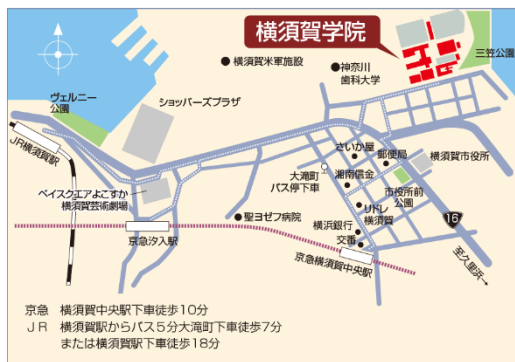 横須賀学院
三笠公園
横須賀米軍施設
神奈川
歯科大学
ヴェルニー
公園
ショッパーズプラザ
JR横須賀駅
さいか屋
郵便局
横須賀市役所
大滝町
バス停下車
湘南信金
市役所前
公園
ベイスクエアよこすか
横須賀芸術劇場
リドレ
横須賀
16
聖ヨゼフ病院
横浜銀行
交番
京急汐入駅
京急横須賀中央駅
至久里浜
京急 横須賀中央駅下車徒歩10分
JR 横須賀駅からバス5分大滝町下車徒歩7分
または横須賀駅下車徒歩18分